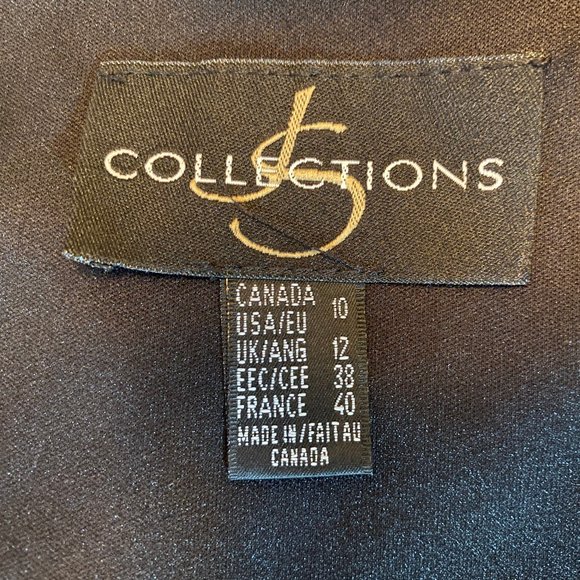 JS
COLLECTIONS
CANADA
USA/EU 10
UK/ANG 12
EEC/CEE 38
FRANCE 40
MADE IN/FAIT AU
CANADA